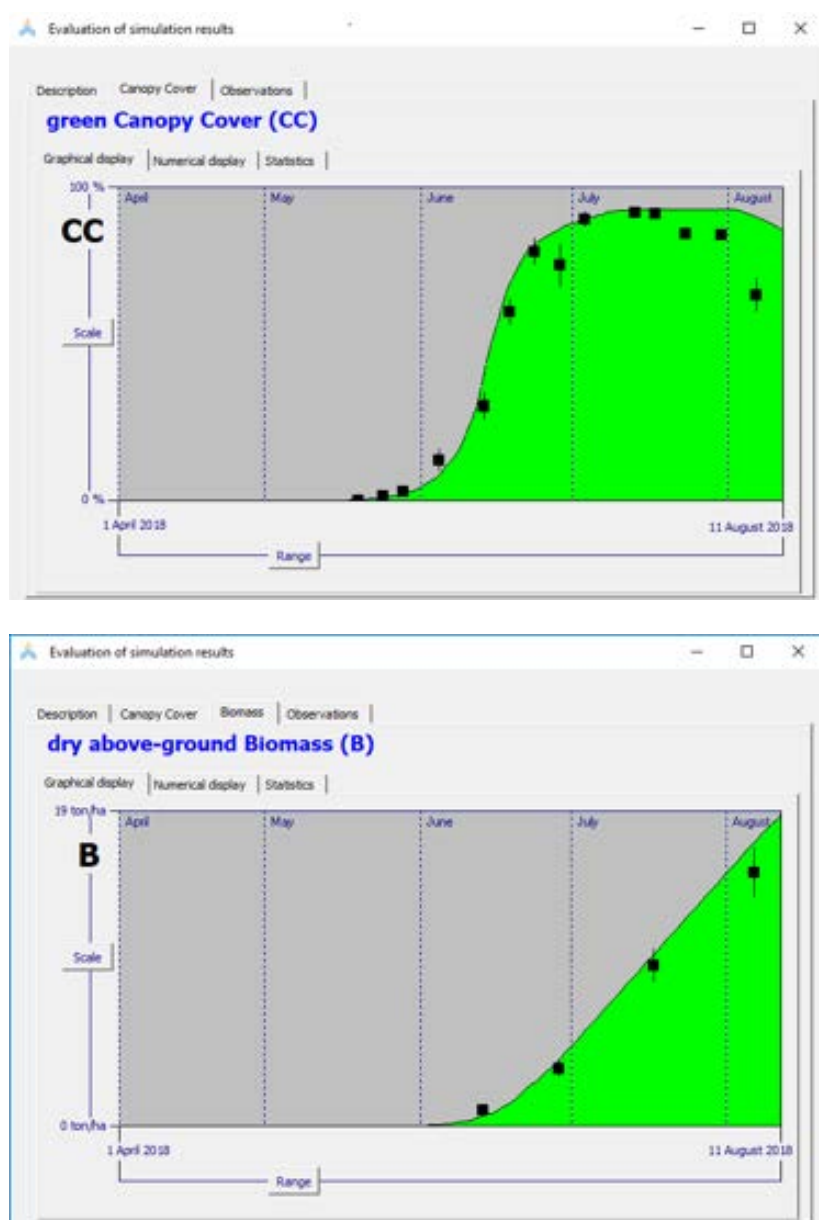 Evaluation of simulation results
Description Canopy Cover Observations
green Canopy Cover (CC)
Graphical display Numerical display Statistics
100 % April May June July August
CC
Scale
0 %
1 April 2018 11 August 2018
Range
Evaluation of simulation results
Description Canopy Cover Biomass Observations
dry above-ground Biomass (B)
Graphical display Numerical display Statistics
19 ton/ha April May June July August
B
Scale
0 ton/ha
1 April 2018 11 August 2018
Range